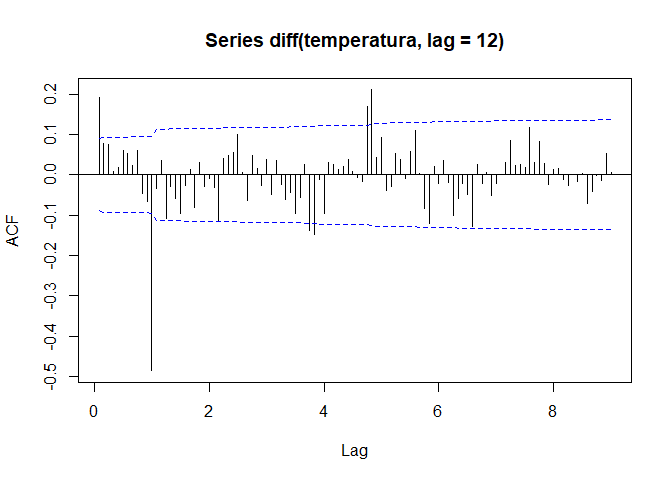 Series diff(temperatura, lag = 12)
ACF
0.2
0.1
0.0
-0.1
-0.2
-0.3
-0.4
-0.5
0 2 4 6 8
Lag